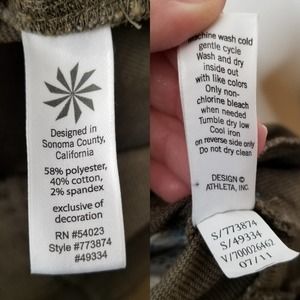 Designed in
Sonoma County,
California
58% polyester,
40% cotton,
2% spandex
exclusive of
decoration
RN #54023
Style #773874
#49334
Machine wash cold
gentle cycle
Wash and dry
inside out
with like colors
Only non-
chlorine bleach
when needed
Tumble dry low
Cool iron
on reverse side only
Do not dry clean
DESIGN ©
ATHLETA, INC.
S/773874
S/49334
V/700026462
07/11